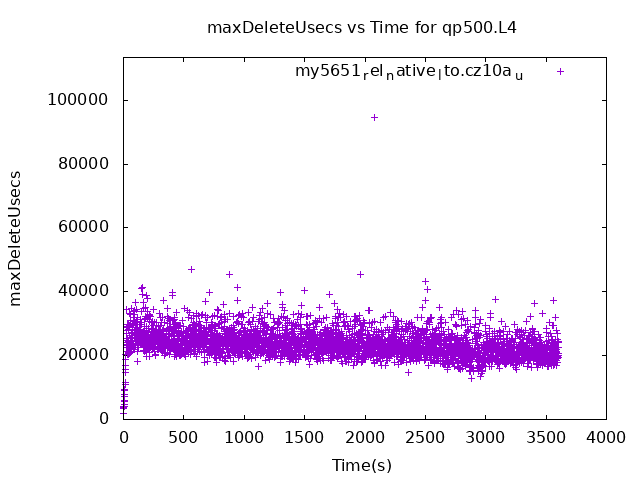 maxDeleteUsecs vs Time for qp500.L4
my5651relnativelto.cz10au
100000
80000
60000
40000
20000
0
maxDeleteUsecs
0 500 1000 1500 2000 2500 3000 3500 4000
Time(s)